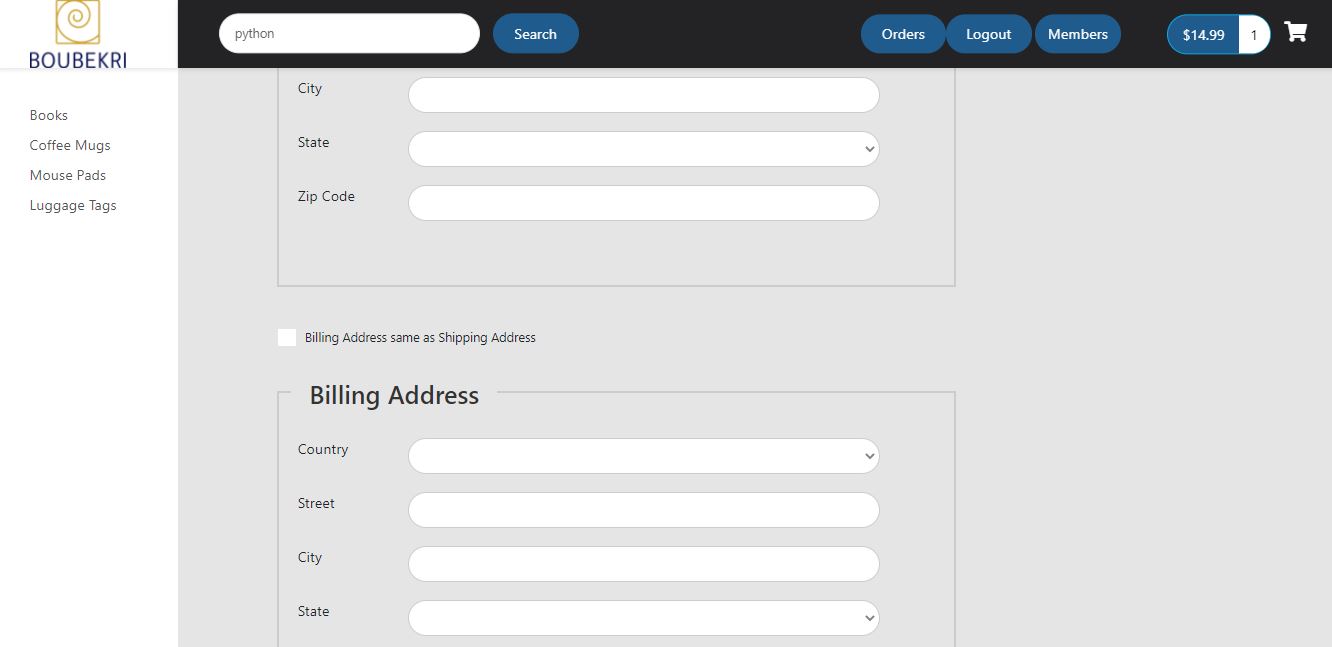 BOUBEKRI
python
Search
Orders
Logout
Members
$14.99
1
Books
Coffee Mugs
Mouse Pads
Luggage Tags
City
State
Zip Code
Billing Address same as Shipping Address
Billing Address
Country
Street
City
State